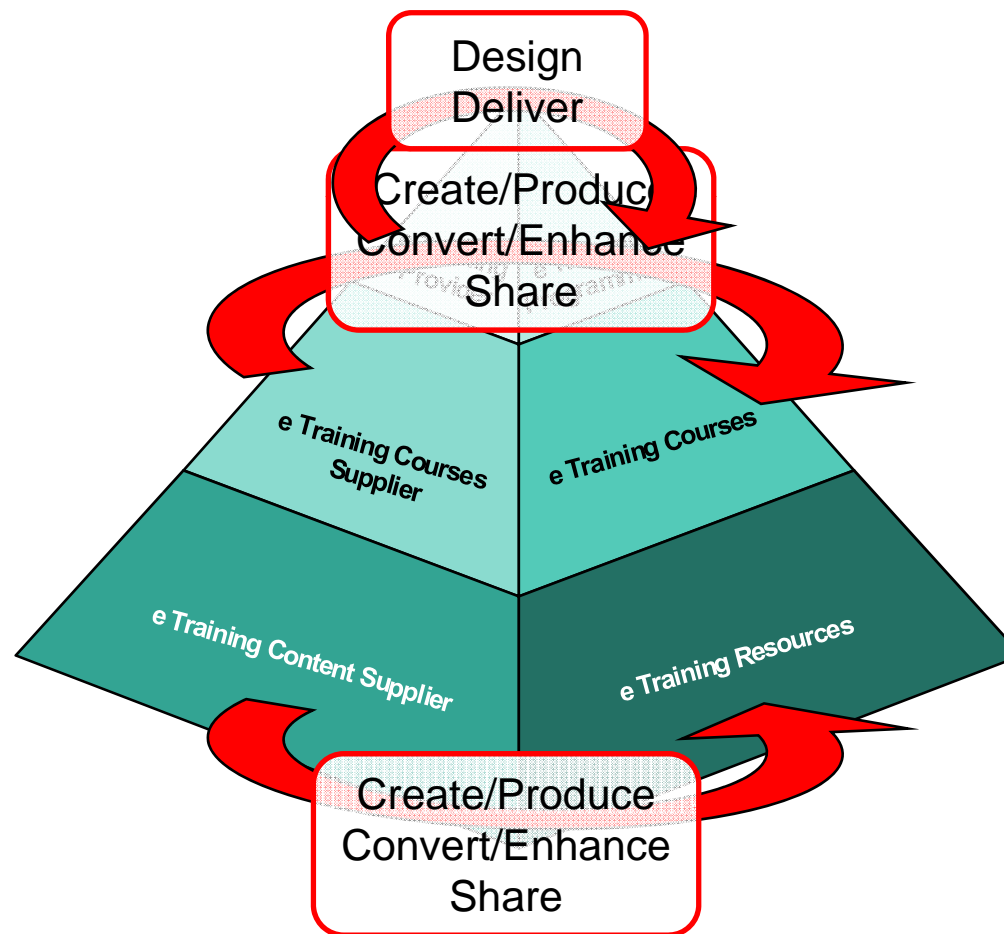 Design
Deliver
Create/Produce
Convert/Enhance
Share
e Training Courses
Supplier
e Training Courses
e Training Content Supplier
e Training Resources
Create/Produce
Convert/Enhance
Share